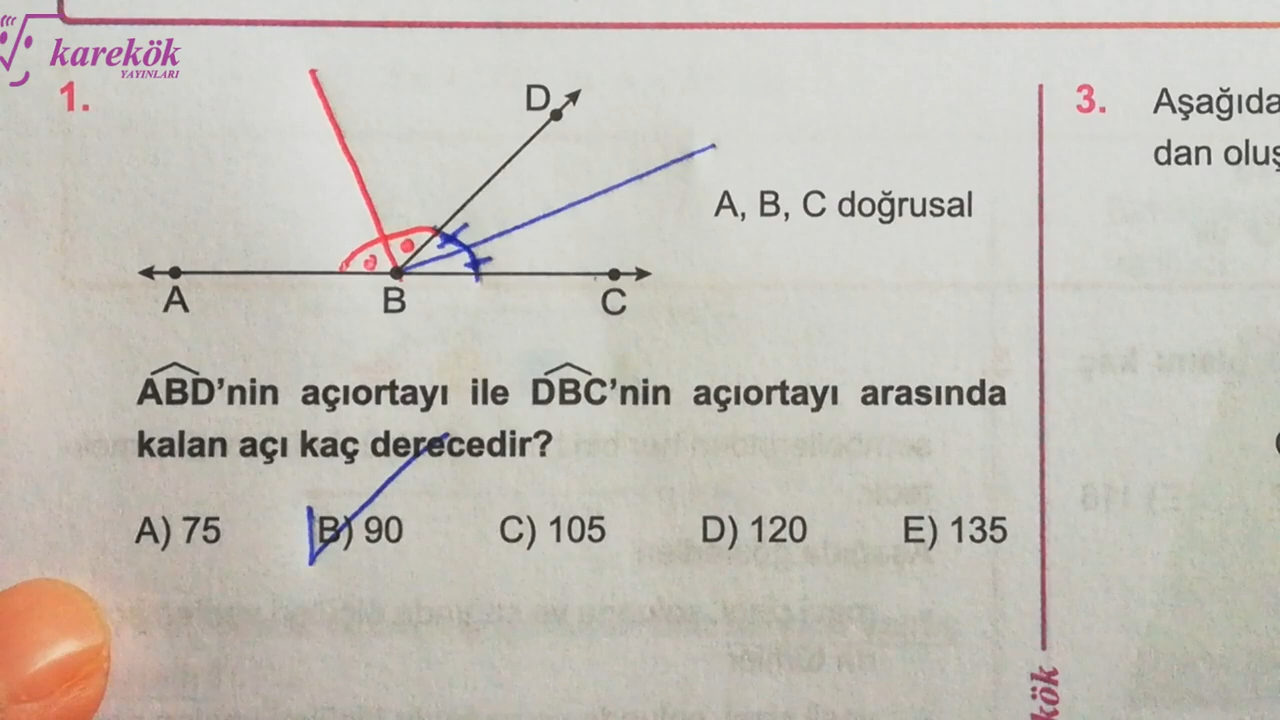 karekök
YAYINLARI
1.
D
A, B, C doğrusal
A B C
ABD'nin açıortayı ile DBC'nin açıortayı arasında
kalan açı kaç derecedir?
A) 75 B) 90 C) 105 D) 120 E) 135
3. Aşağıda
dan oluş
kök